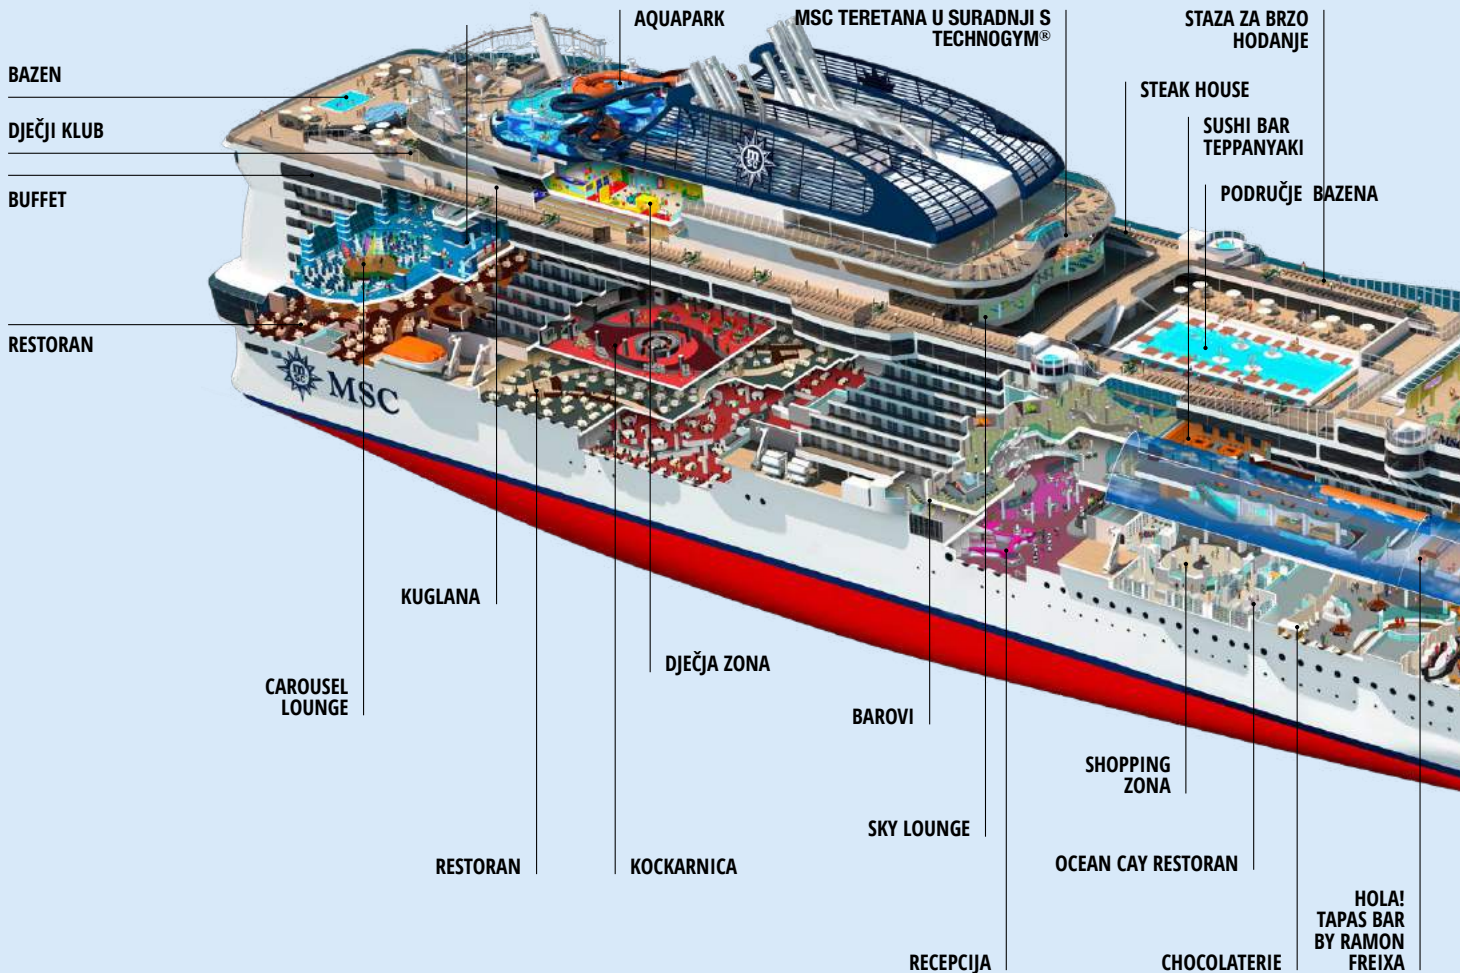 AQUAPARK
MSC TERETANA U SURADNJI S
TECHNOGYM®
STAZA ZA BRZO
HODANJE
BAZEN
STEAK HOUSE
DJEČJI KLUB
SUSHI BAR
TEPPANYAKI
BUFFET
PODRUČJE BAZENA
RESTORAN
MSC
KUGLANA
DJEČJA ZONA
CAROUSEL
LOUNGE
BAROVI
SHOPPING
ZONA
SKY LOUNGE
RESTORAN
KOCKARNICA
OCEAN CAY RESTORAN
HOLA!
TAPAS BAR
BY RAMON
FREIXA
RECEPCIJA
CHOCOLATERIE